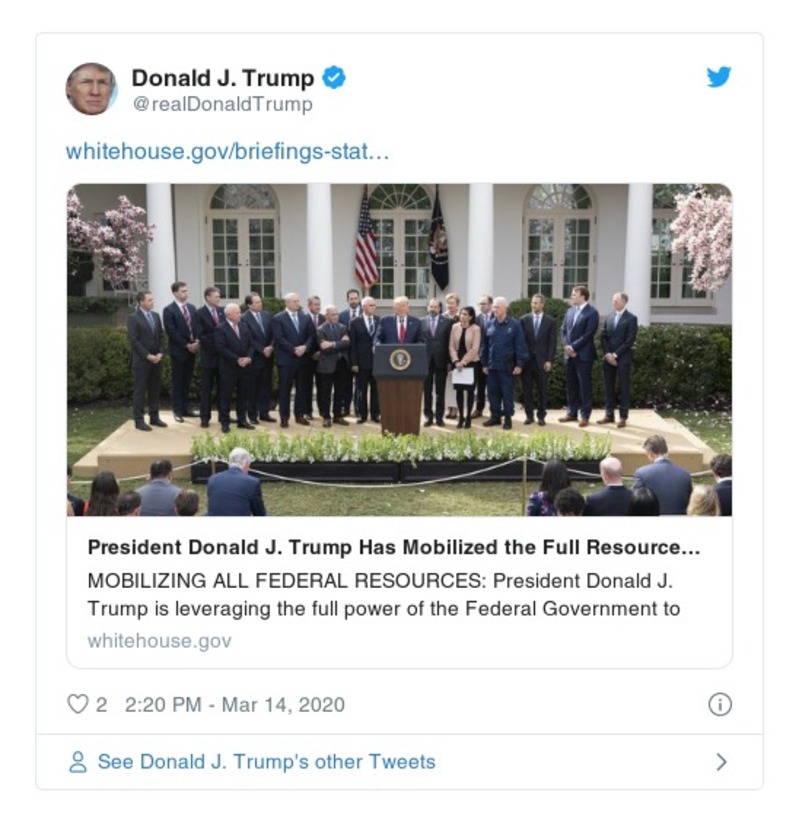 Donald J. Trump
@realDonaldTrump
whitehouse.gov/briefings-stat…
President Donald J. Trump Has Mobilized the Full Resource…
MOBILIZING ALL FEDERAL RESOURCES: President Donald J.
Trump is leveraging the full power of the Federal Government to
whitehouse.gov
2 2:20 PM - Mar 14, 2020
See Donald J. Trump's other Tweets